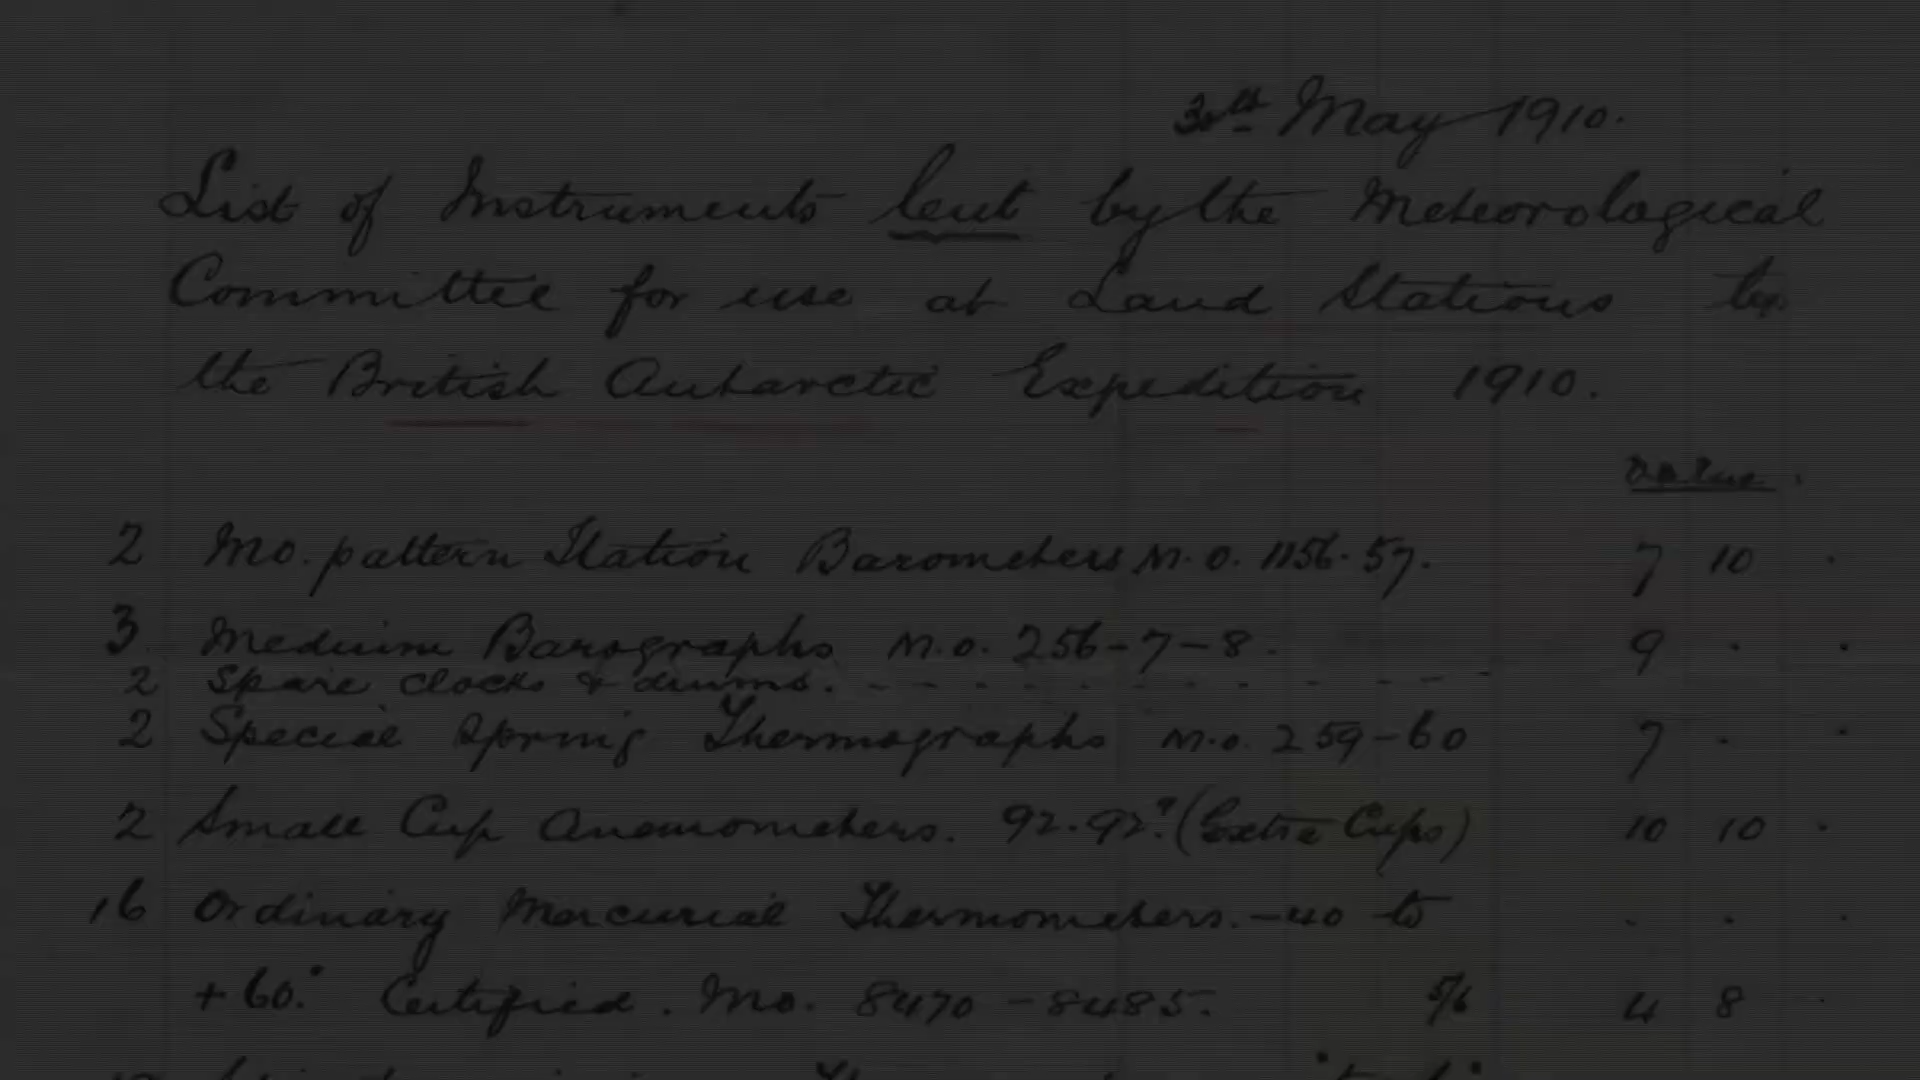 30th May 1910.
List of Instruments lent by the Meteorological
Committee for use at Land Stations by
the British Antarctic Expedition 1910.
Value.
2 Mo. pattern Station Barometers M.O. 1156.57. 7 10 .
3 Medium Barographs M.O. 256-7-8. 9 . .
2 Spare clocks & drums. - - - - - - - - - -
2 Special Spring Thermographs M.O. 259-60 7 . .
2 Small Cup Anemometers. 92.92? (Extra Cups) 10 10 .
16 Ordinary Mercurial Thermometers. -40 to . . .
+60.° Certified. Mo. 8470-8485. 5/6 4 8 .